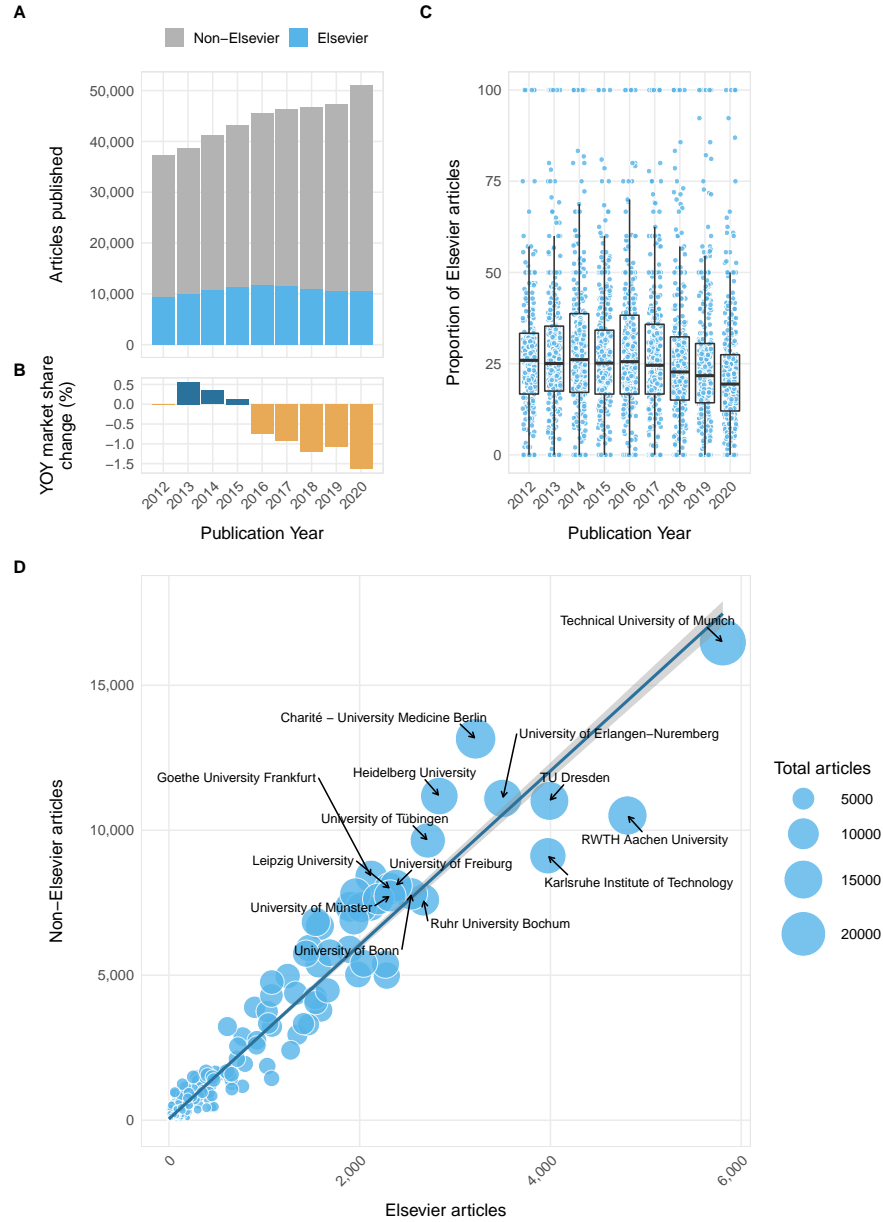 A
Non−Elsevier
Elsevier
Articles published
50,000
40,000
30,000
20,000
10,000
0
B
YOY market share
change (%)
0.5
0.0
−0.5
−1.0
−1.5
2012
2013
2014
2015
2016
2017
2018
2019
2020
Publication Year
C
Proportion of Elsevier articles
100
75
50
25
0
2012
2013
2014
2015
2016
2017
2018
2019
2020
Publication Year
D
Non−Elsevier articles
15,000
10,000
5,000
0
Technical University of Munich
Charité − University Medicine Berlin
University of Erlangen−Nuremberg
Goethe University Frankfurt
Heidelberg University
TU Dresden
University of Tübingen
RWTH Aachen University
Leipzig University
University of Freiburg
Karlsruhe Institute of Technology
University of Münster
Ruhr University Bochum
University of Bonn
0
2,000
4,000
6,000
Elsevier articles
Total articles
5000
10000
15000
20000